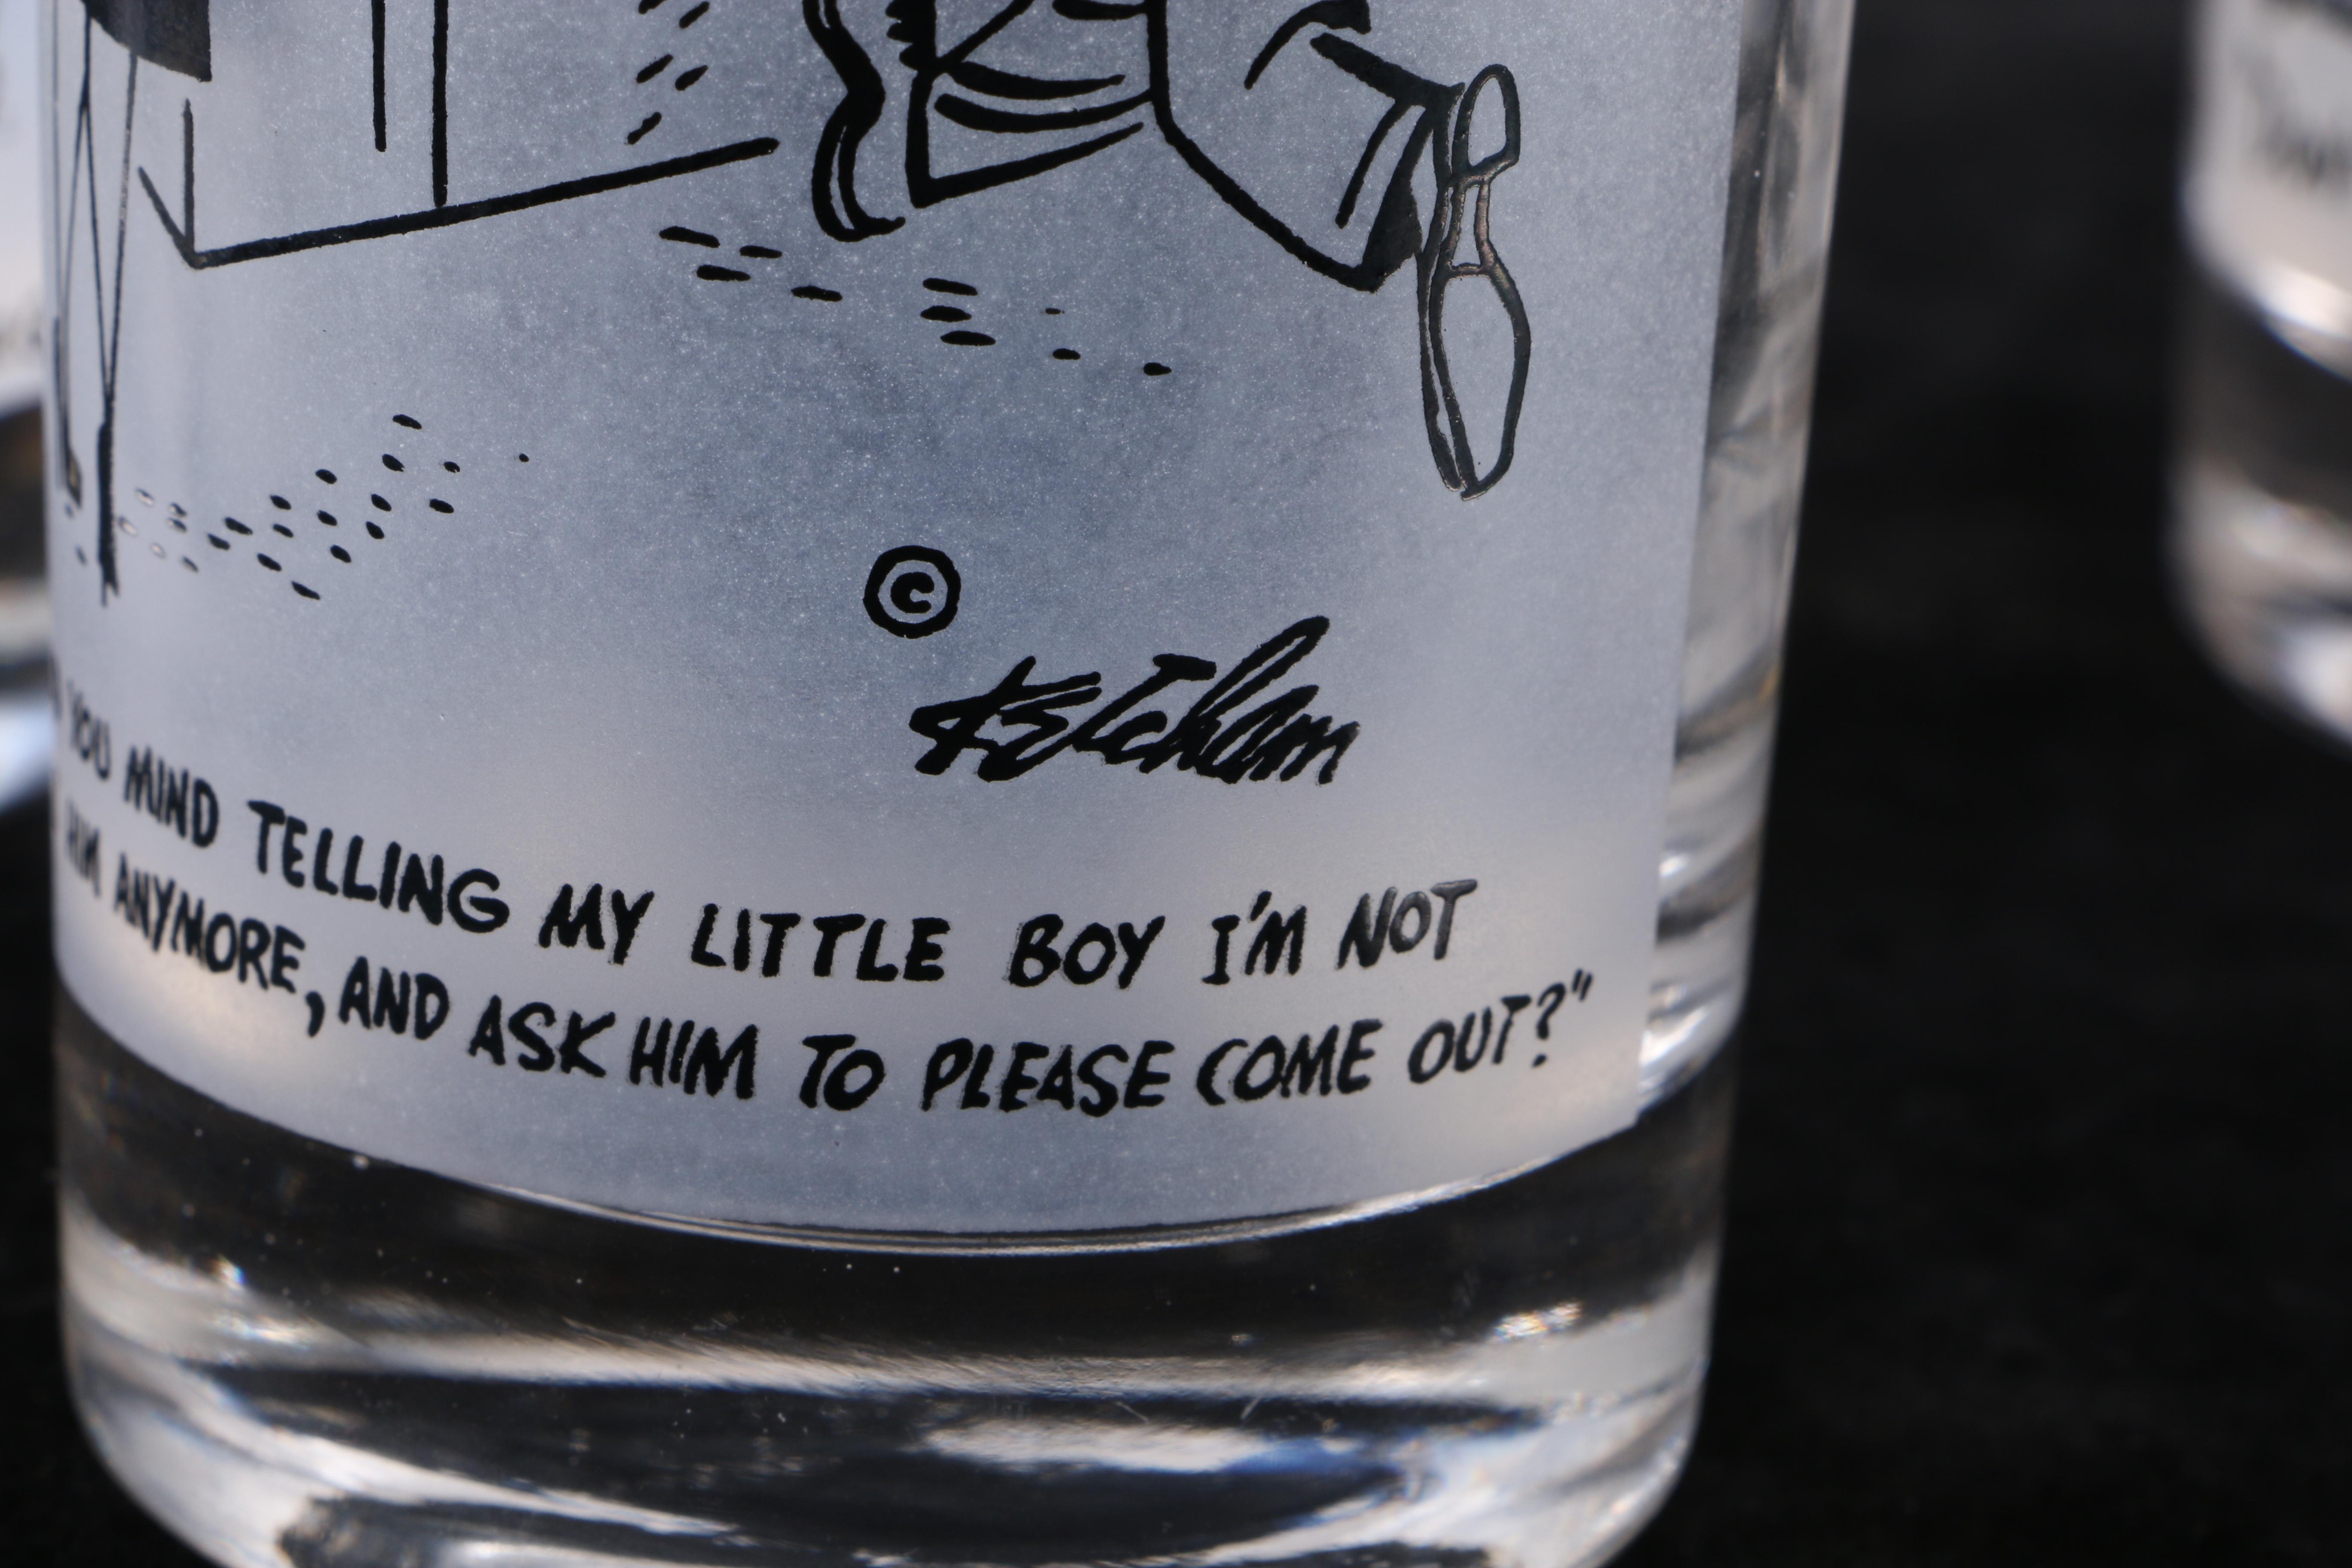 ©
Ketcham
YOU MIND TELLING MY LITTLE BOY I'M NOT
HIM ANYMORE, AND ASK HIM TO PLEASE COME OUT?"